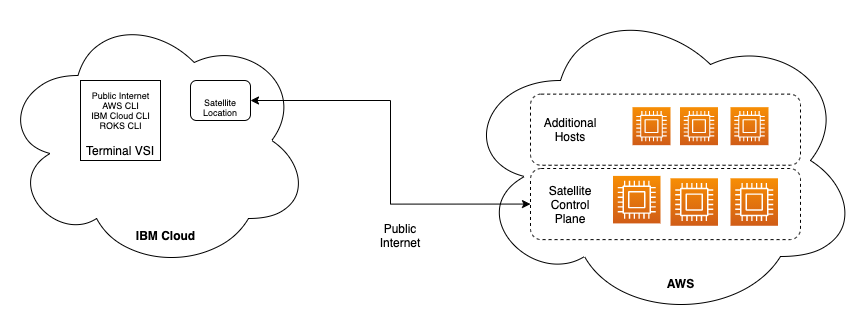 Public Internet
AWS CLI
IBM Cloud CLI
ROKS CLI
Terminal VSI
Satellite
Location
IBM Cloud
Public
Internet
Additional
Hosts
Satellite
Control
Plane
AWS